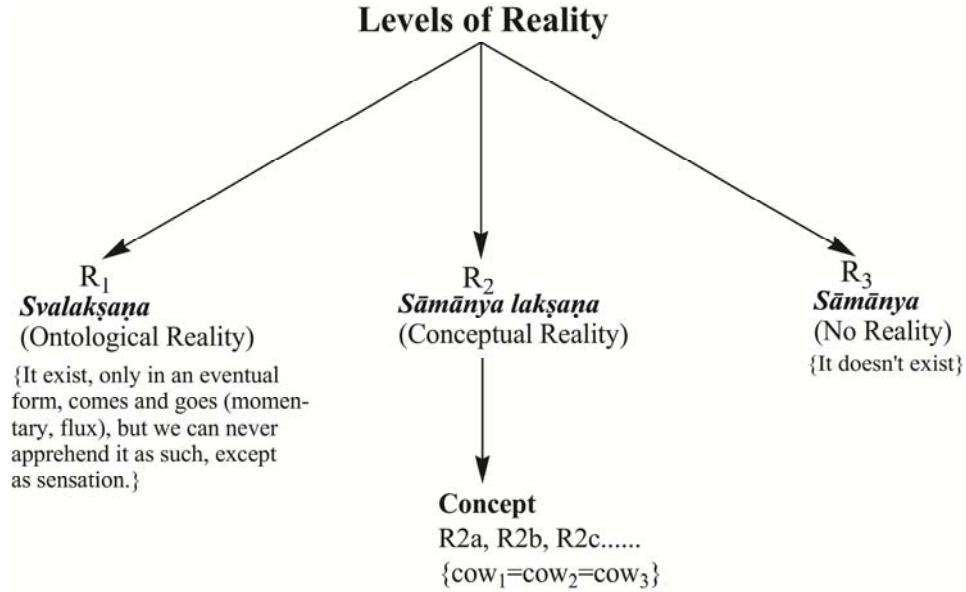 Levels of Reality
R₁
Svalakṣaṇa
(Ontological Reality)
{It exist, only in an eventual
form, comes and goes (momen-
tary, flux), but we can never
apprehend it as such, except
as sensation.}
R₂
Sāmānya lakṣaṇa
(Conceptual Reality)
Concept
R2a, R2b, R2c......
{cow₁=cow₂=cow₃}
R₃
Sāmānya
(No Reality)
{It doesn't exist}